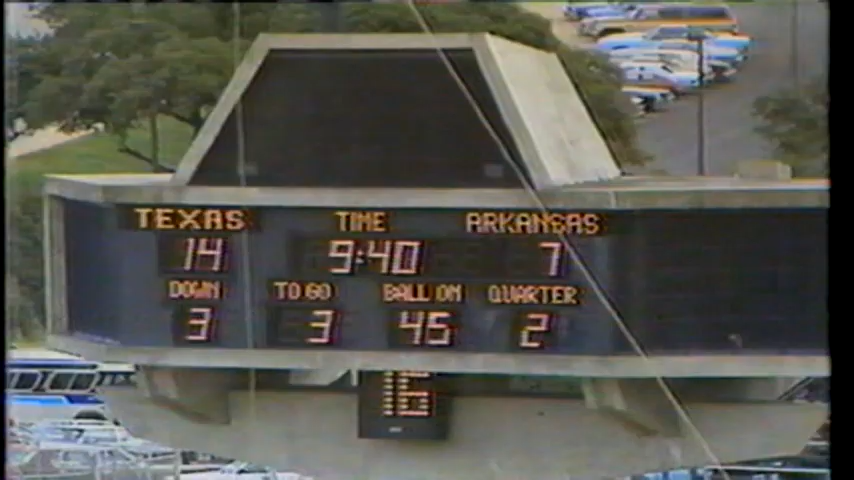 TEXAS TIME ARKANSAS
14 9:40 7
DOWN TO GO BALL ON QUARTER
3 3 45 2
16